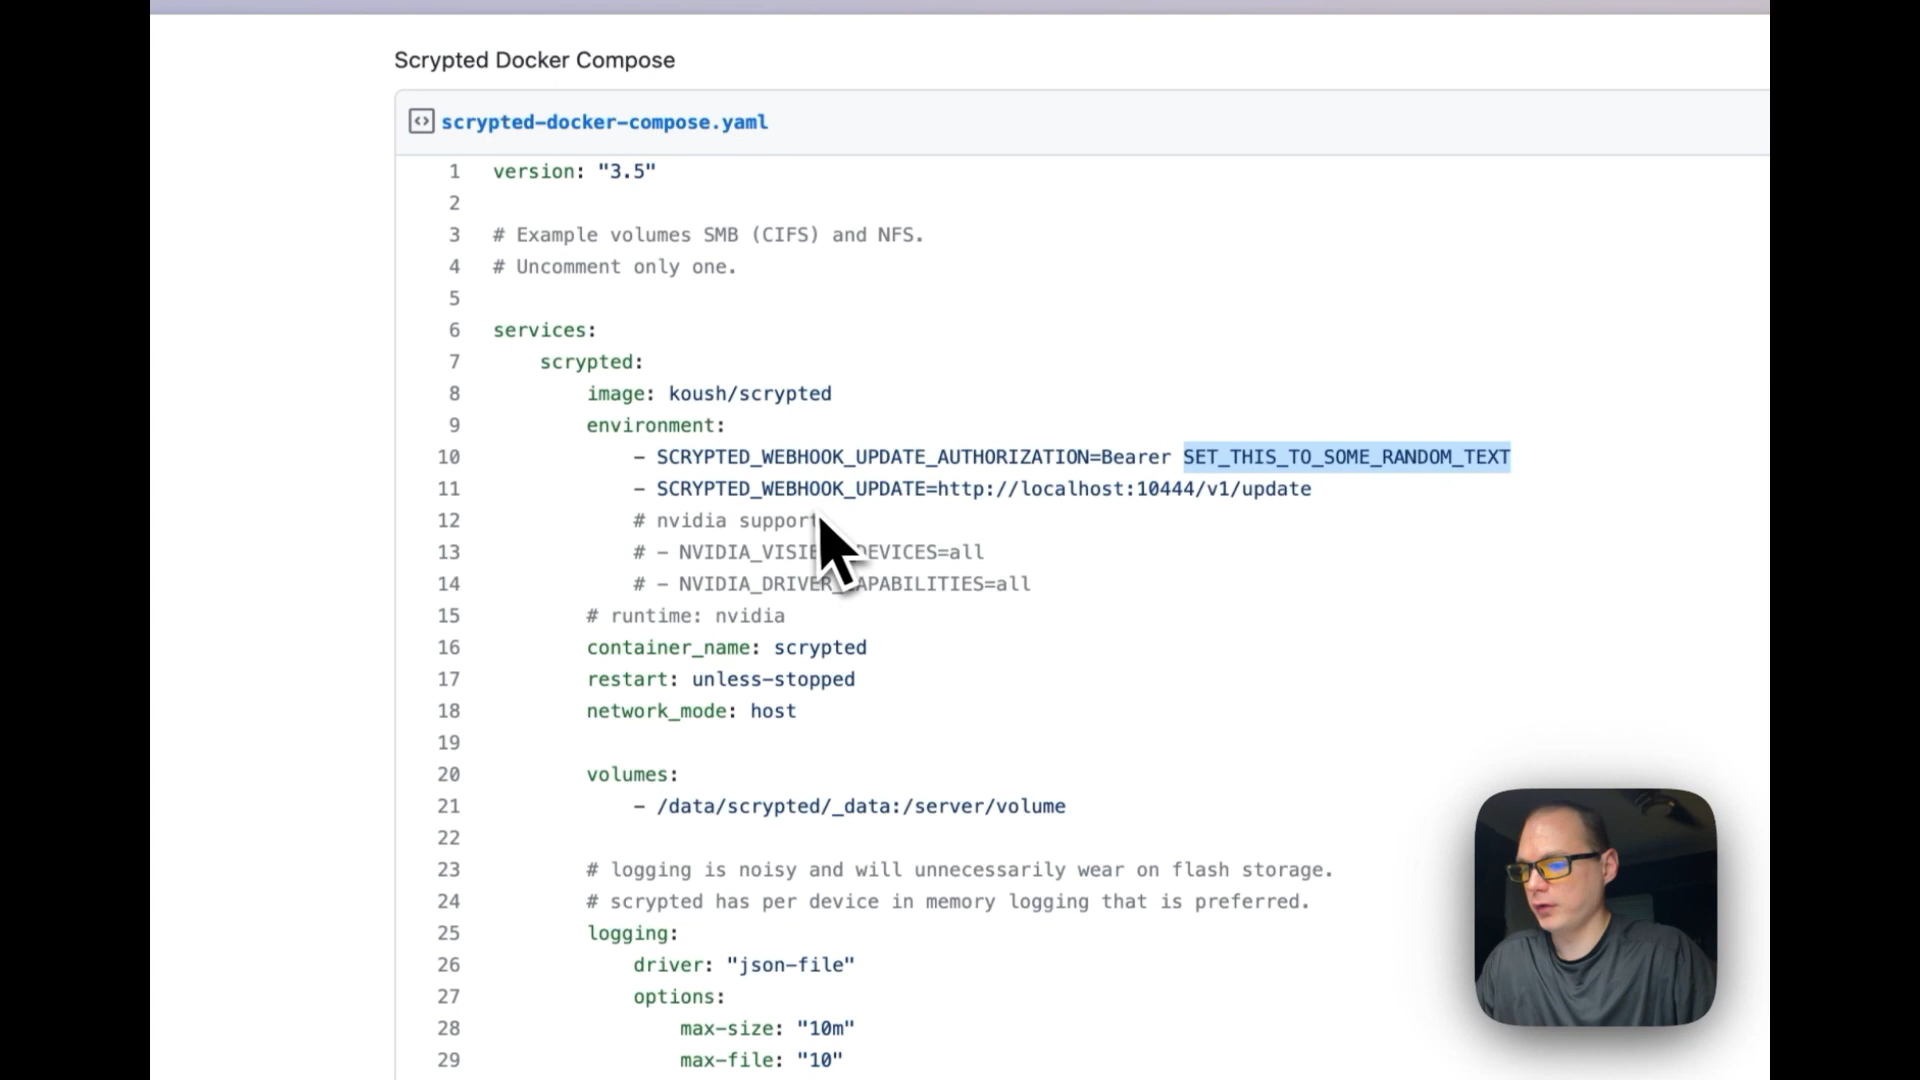 Scrypted Docker Compose
scrypted-docker-compose.yaml
1 version: "3.5"
2
3 # Example volumes SMB (CIFS) and NFS.
4 # Uncomment only one.
5
6 services:
7 scrypted:
8 image: koush/scrypted
9 environment:
10 - SCRYPTED_WEBHOOK_UPDATE_AUTHORIZATION=Bearer SET_THIS_TO_SOME_RANDOM_TEXT
11 - SCRYPTED_WEBHOOK_UPDATE=http://localhost:10444/v1/update
12 # nvidia support
13 # - NVIDIA_VISIBLE_DEVICES=all
14 # - NVIDIA_DRIVER_CAPABILITIES=all
15 # runtime: nvidia
16 container_name: scrypted
17 restart: unless-stopped
18 network_mode: host
19
20 volumes:
21 - /data/scrypted/_data:/server/volume
22
23 # logging is noisy and will unnecessarily wear on flash storage.
24 # scrypted has per device in memory logging that is preferred.
25 logging:
26 driver: "json-file"
27 options:
28 max-size: "10m"
29 max-file: "10"